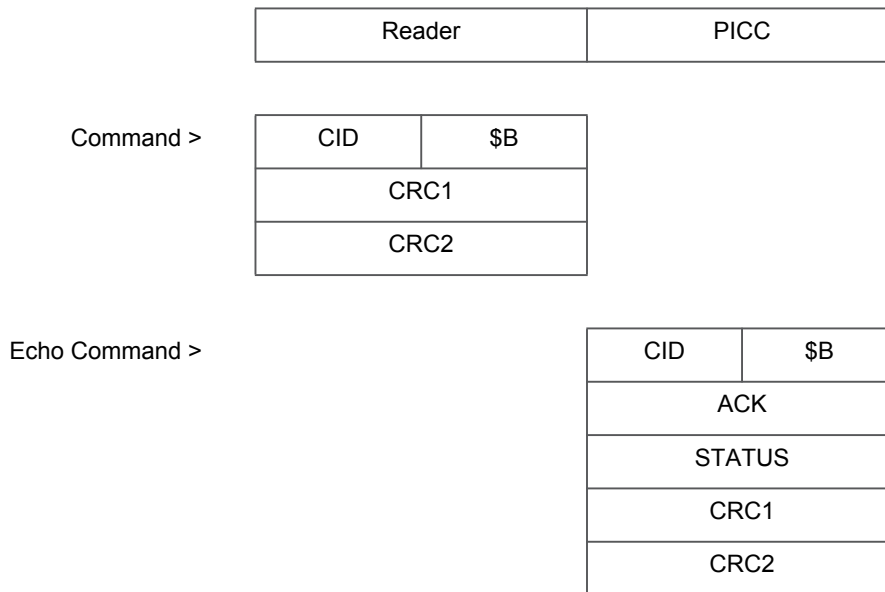 Reader PICC
Command > CID $B
CRC1
CRC2
Echo Command > CID $B
ACK
STATUS
CRC1
CRC2